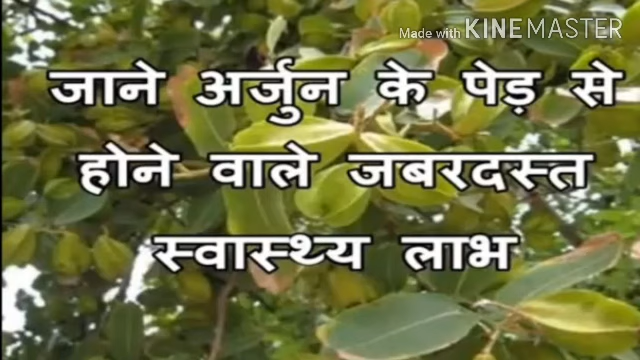 Made with KINEMASTER
जाने अर्जुन के पेड़ से
होने वाले जबरदस्त
स्वास्थ्य लाभ